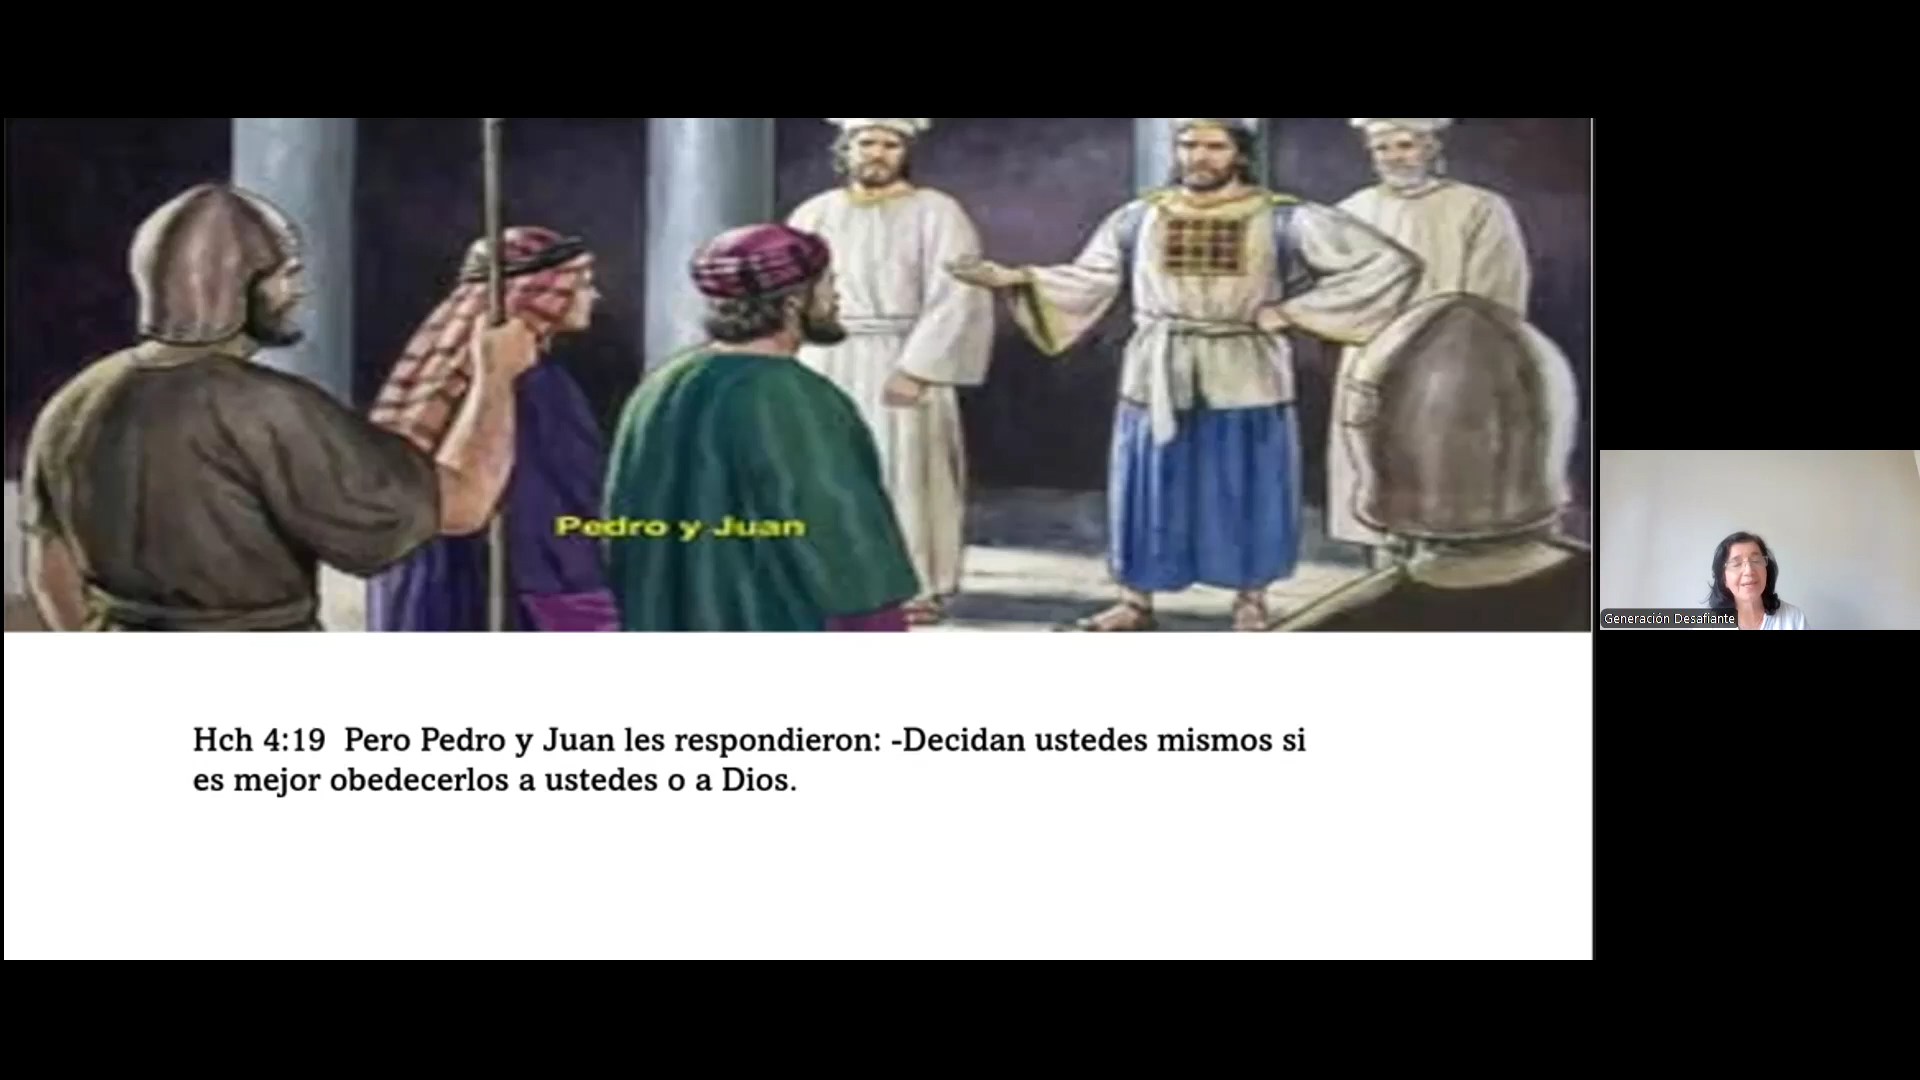 Pedro y Juan
Generación Desafiante
Hch 4:19  Pero Pedro y Juan les respondieron: -Decidan ustedes mismos si
es mejor obedecerlos a ustedes o a Dios.